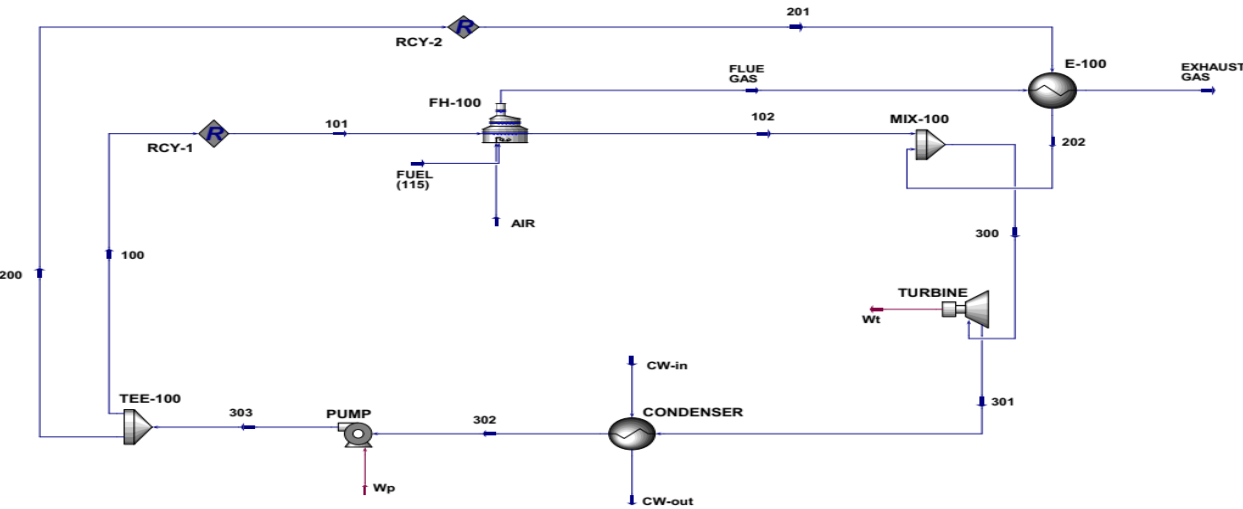 201
RCY-2
E-100
FLUE
GAS
EXHAUST
GAS
FH-100
101
102
MIX-100
RCY-1
202
FUEL
(115)
AIR
300
100
200
TURBINE
Wt
CW-in
TEE-100
303
PUMP
302
CONDENSER
301
Wp
CW-out